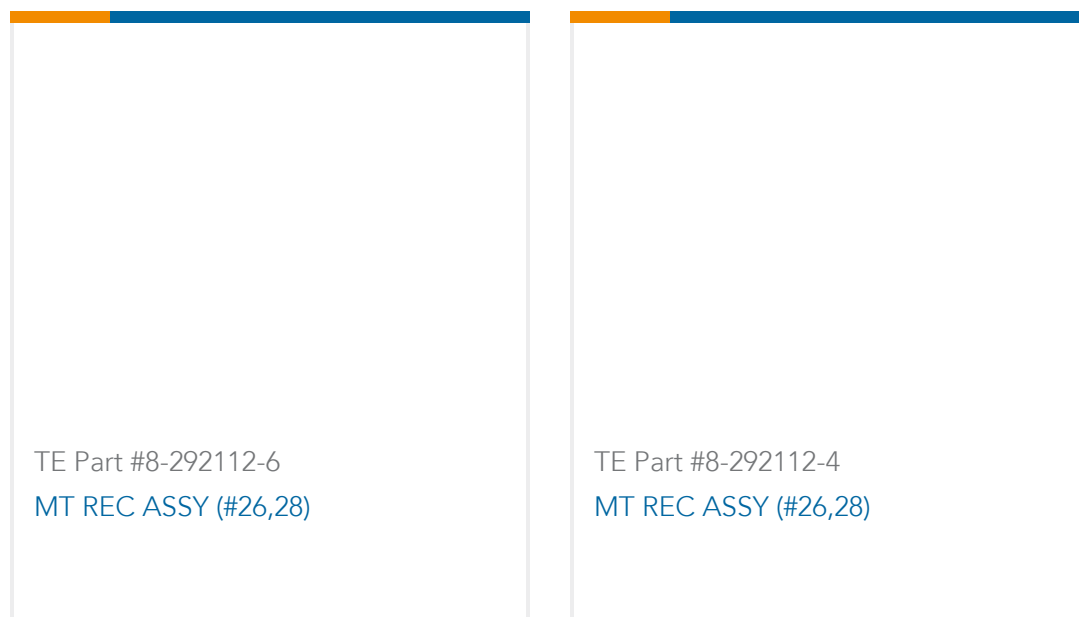 TE Part #8-292112-6
MT REC ASSY (#26,28)
TE Part #8-292112-4
MT REC ASSY (#26,28)